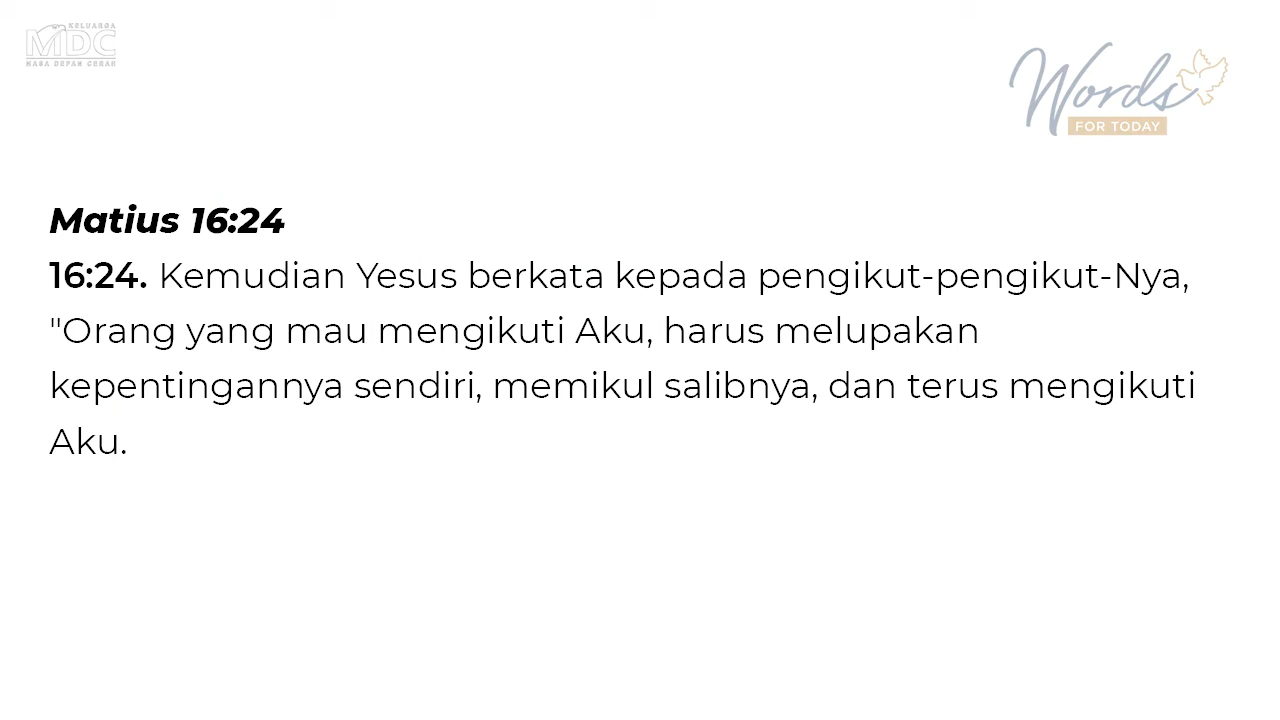 KELUARGA
MDC
MASA DEPAN CERAH
Words
FOR TODAY
Matius 16:24
16:24. Kemudian Yesus berkata kepada pengikut-pengikut-Nya,
"Orang yang mau mengikuti Aku, harus melupakan
kepentingannya sendiri, memikul salibnya, dan terus mengikuti
Aku.